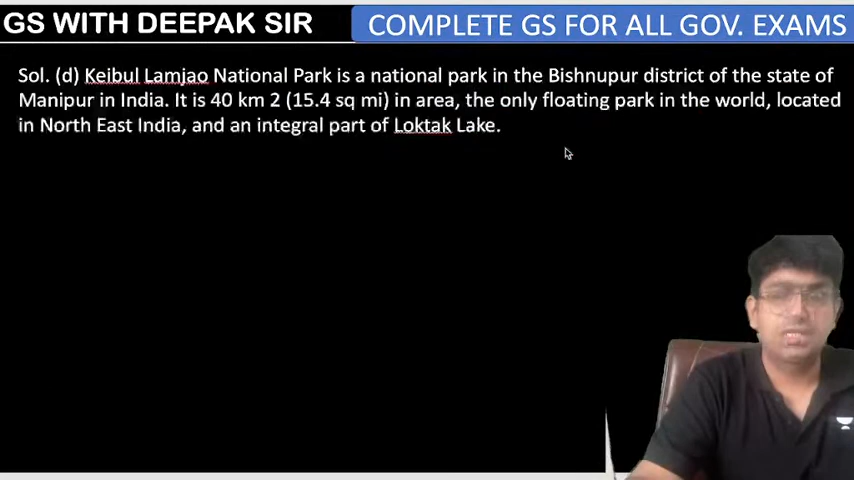 GS WITH DEEPAK SIR
COMPLETE GS FOR ALL GOV. EXAMS
Sol. (d) Keibul Lamjao National Park is a national park in the Bishnupur district of the state of
Manipur in India. It is 40 km 2 (15.4 sq mi) in area, the only floating park in the world, located
in North East India, and an integral part of Loktak Lake.